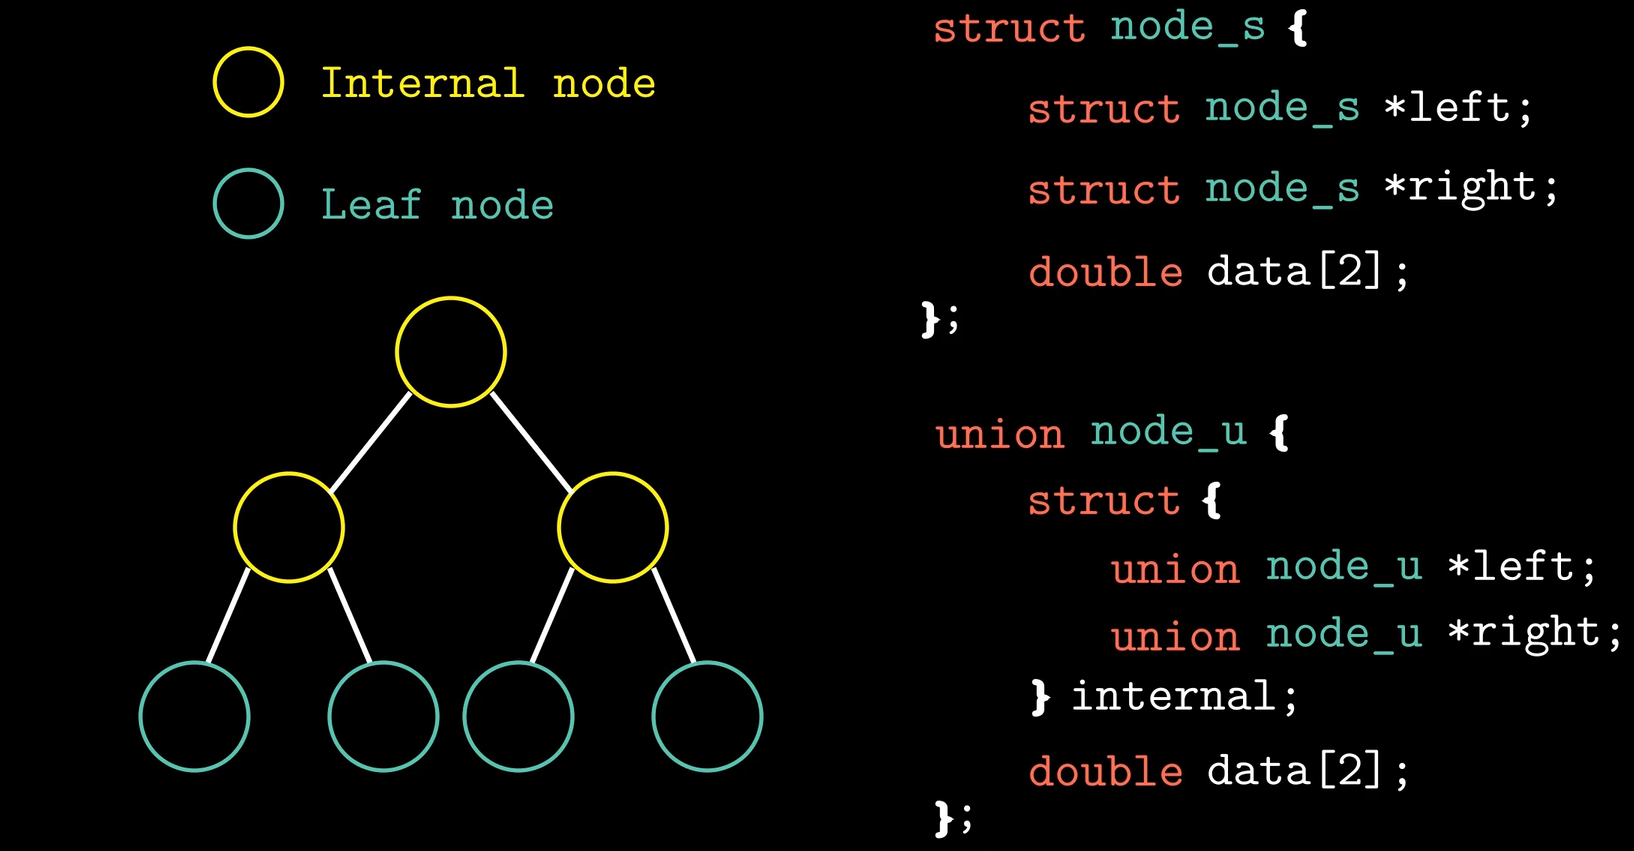 Internal node
Leaf node
struct node_s {
struct node_s *left;
struct node_s *right;
double data[2];
};
union node_u {
struct {
union node_u *left;
union node_u *right;
} internal;
double data[2];
};